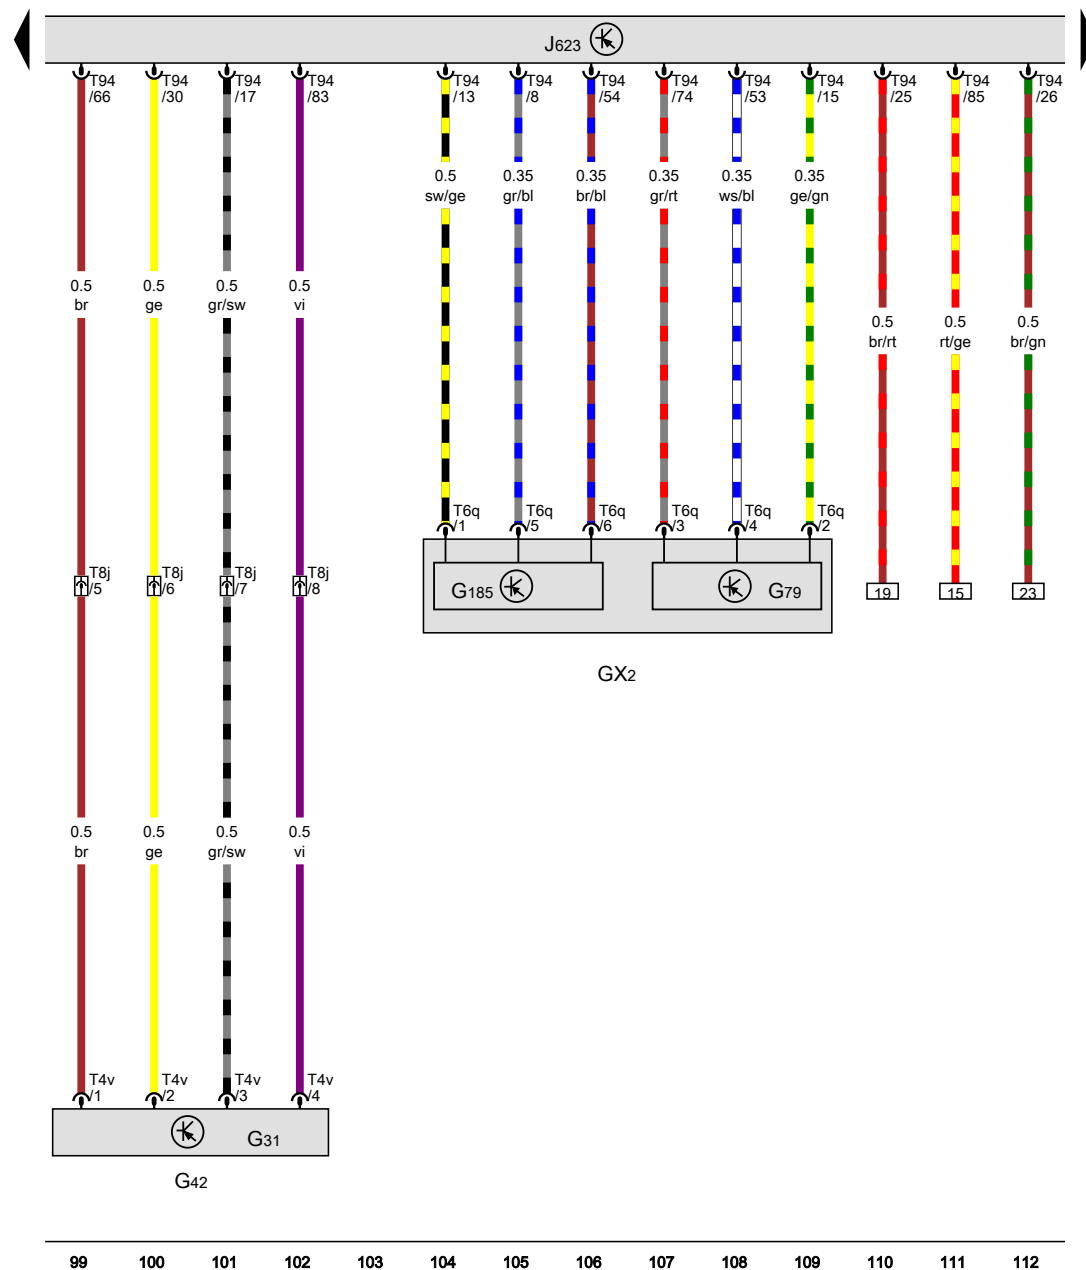 J623
T94 T94 T94 T94 T94 T94 T94 T94 T94 T94 T94 T94 T94
/66 /30 /17 /83 /13 /8 /54 /74 /53 /15 /25 /85 /26
0.5 0.35 0.35 0.35 0.35 0.35
sw/ge gr/bl br/bl gr/rt ws/bl ge/gn
0.5 0.5 0.5 0.5
br ge gr/sw vi
0.5 0.5 0.5
br/rt rt/ge br/gn
T6q T6q T6q T6q T6q T6q
/1 /5 /6 /3 /4 /2
T8j T8j T8j T8j
/5 /6 /7 /8
G185 G79
19 15 23
GX2
0.5 0.5 0.5 0.5
br ge gr/sw vi
T4v T4v T4v T4v
/1 /2 /3 /4
G31
G42
99 100 101 102 103 104 105 106 107 108 109 110 111 112